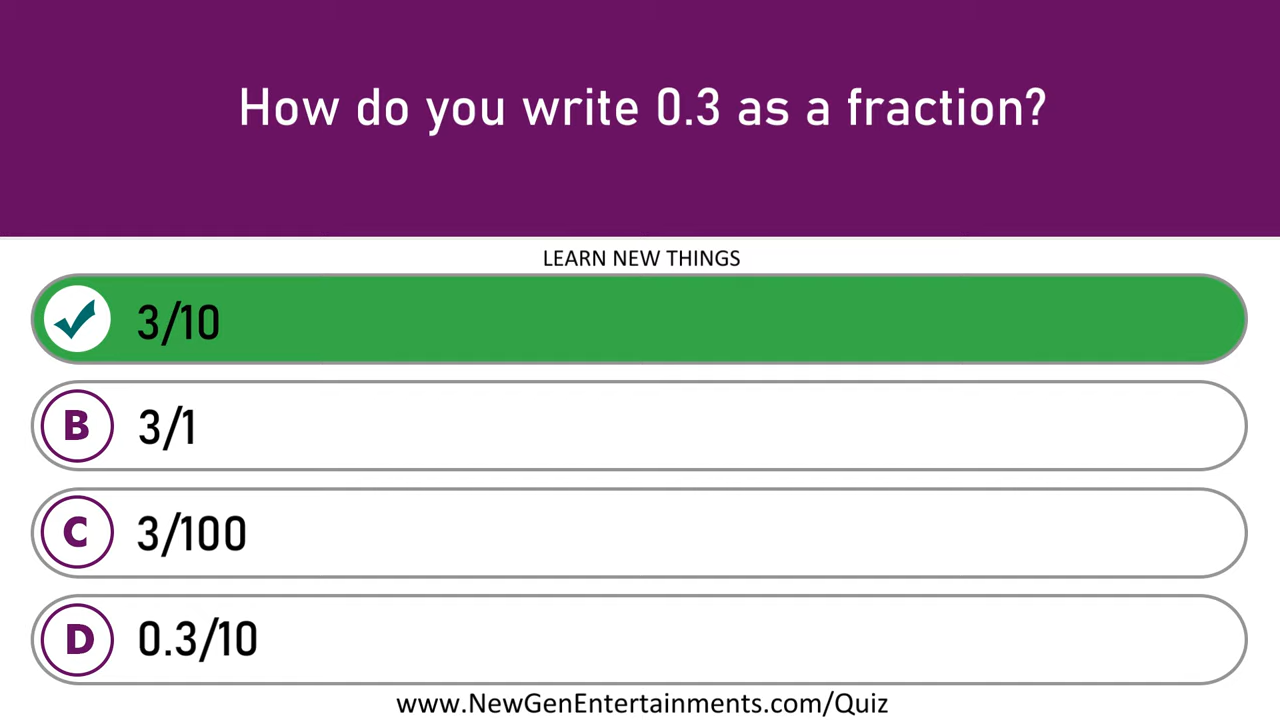 How do you write 0.3 as a fraction?
LEARN NEW THINGS
3/10
B 3/1
C 3/100
D 0.3/10
www.NewGenEntertainments.com/Quiz